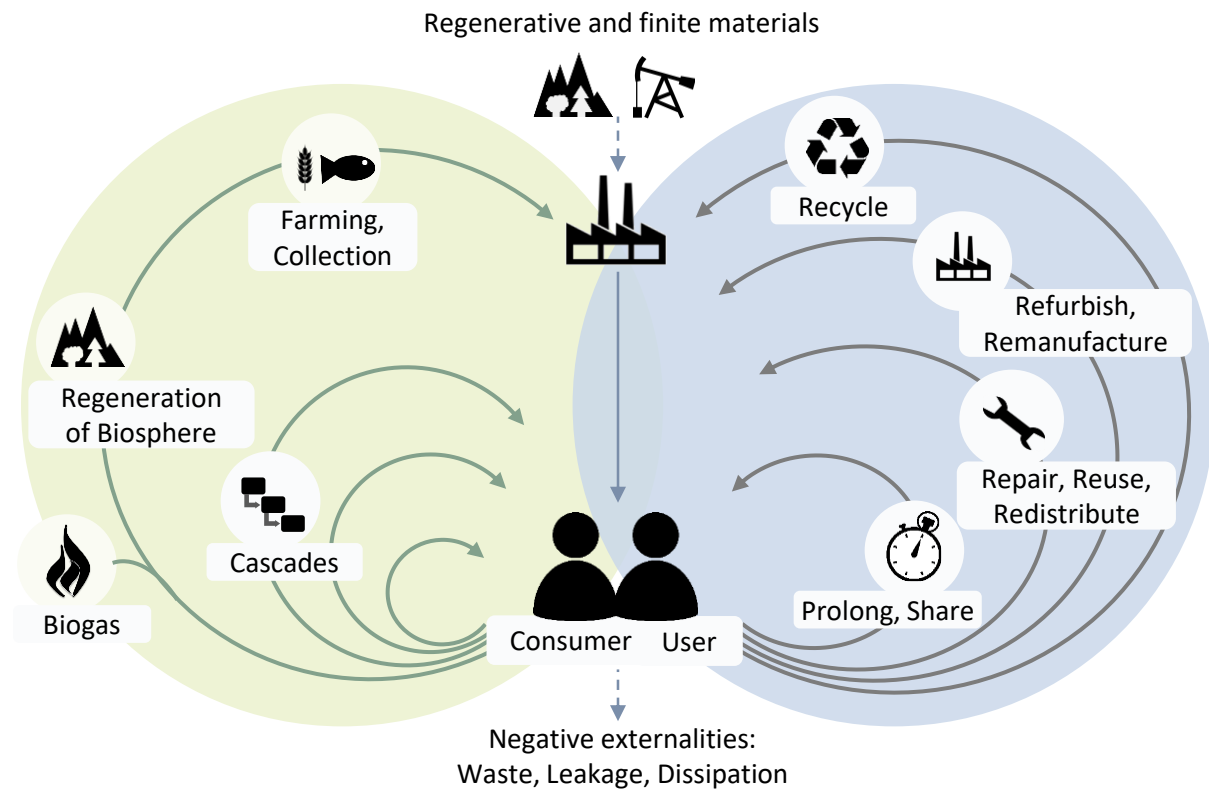 Regenerative and finite materials
Farming,
Collection
Recycle
Refurbish,
Remanufacture
Regeneration
of Biosphere
Repair, Reuse,
Redistribute
Cascades
Prolong, Share
Biogas
Consumer
User
Negative externalities:
Waste, Leakage, Dissipation